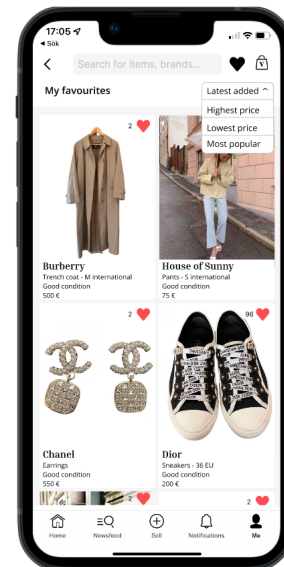 17:05
◂ Sök
Search for items, brands...
My favourites
Latest added
Highest price
Lowest price
Most popular
2
Burberry
Trench coat - M international
Good condition
500 €
House of Sunny
Pants - S international
Good condition
75 €
2
Chanel
Earrings
Good condition
550 €
96
Dior
Sneakers - 36 EU
Good condition
200 €
2
2
Home
Newsfeed
Sell
Notifications
Me